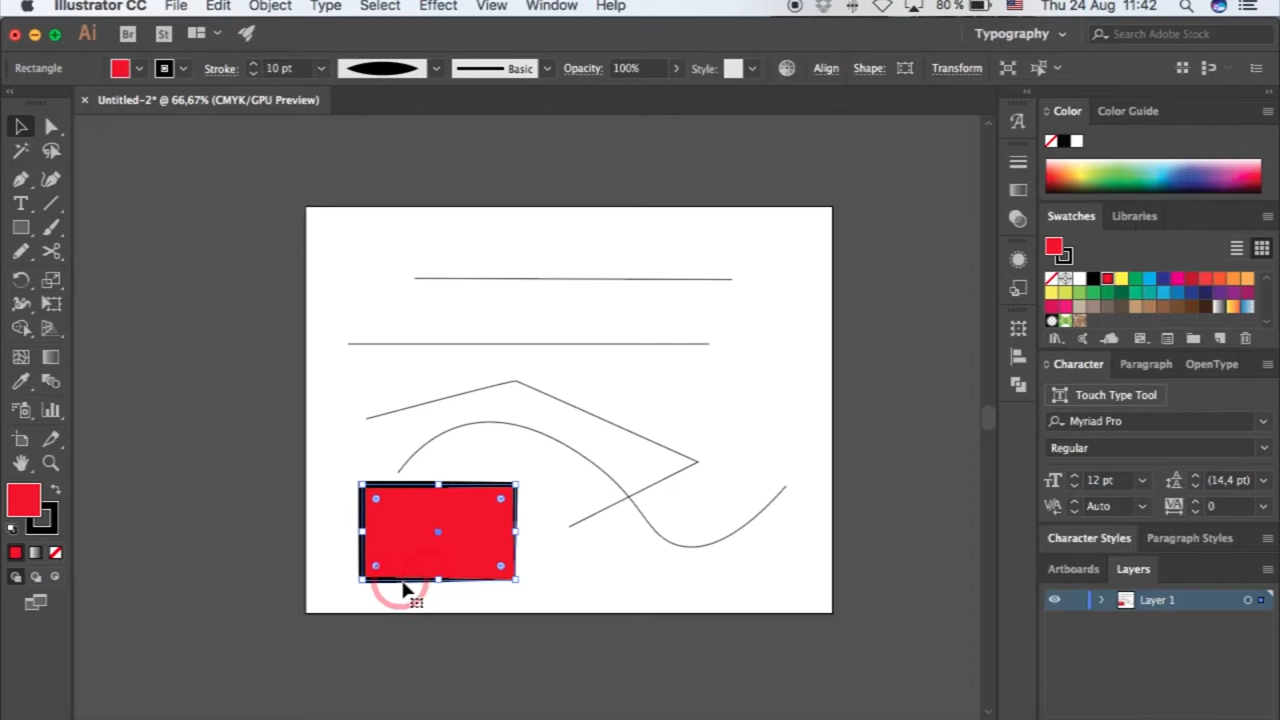 Illustrator CC File Edit Object Type Select Effect View Window Help 80 % Thu 24 Aug 11:42
Ai Br St Typography Search Adobe Stock
Rectangle Stroke: 10 pt Basic Opacity: 100% Style: Align Shape: Transform
× Untitled-2* @ 66,67% (CMYK/GPU Preview)
Color Color Guide
Swatches Libraries
Character Paragraph OpenType
Touch Type Tool
Myriad Pro
Regular
12 pt (14,4 pt)
Auto 0
Character Styles Paragraph Styles
Artboards Layers
Layer 1